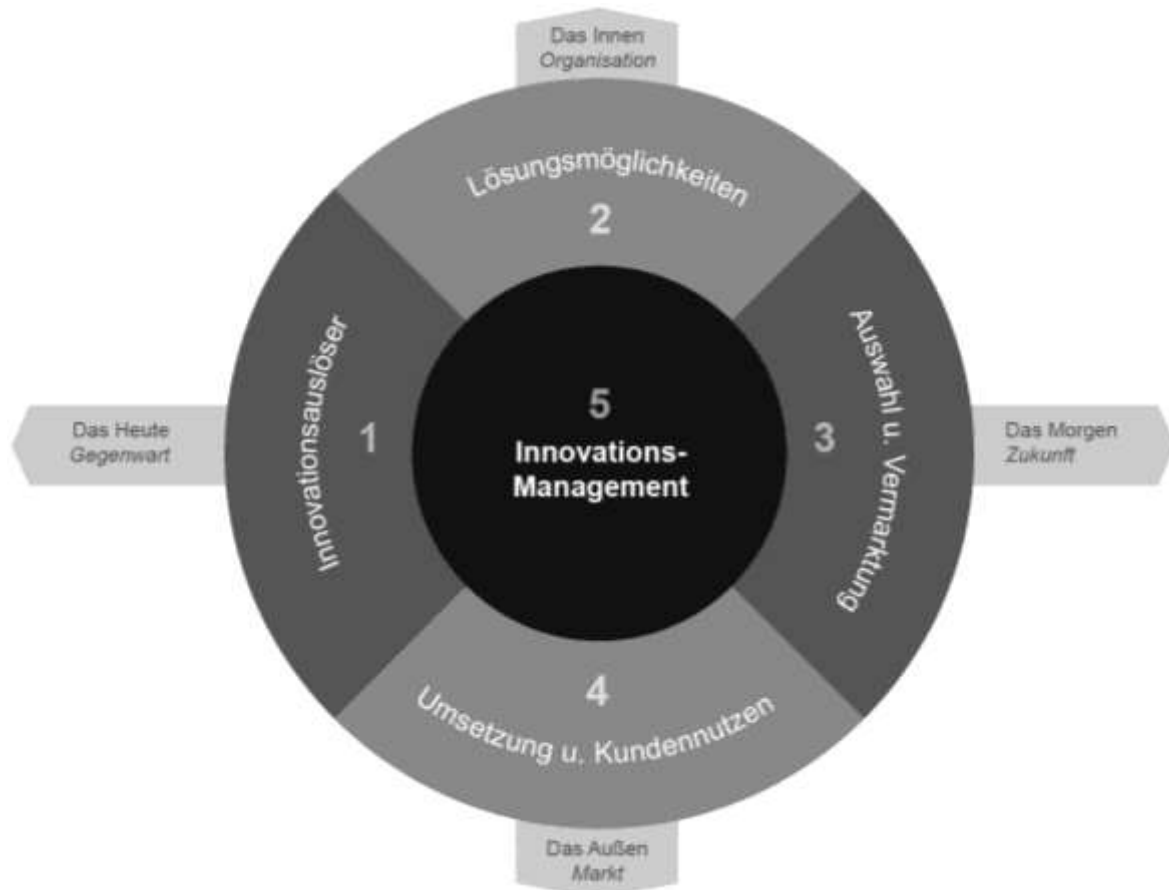 Das Innen
Organisation
Lösungsmöglichkeiten
2
Innovationsauslöser
1
Das Heute
Gegenwart
5
Innovations-
Management
3
Auswahl u. Vermarktung
Das Morgen
Zukunft
4
Umsetzung u. Kundennutzen
Das Außen
Markt